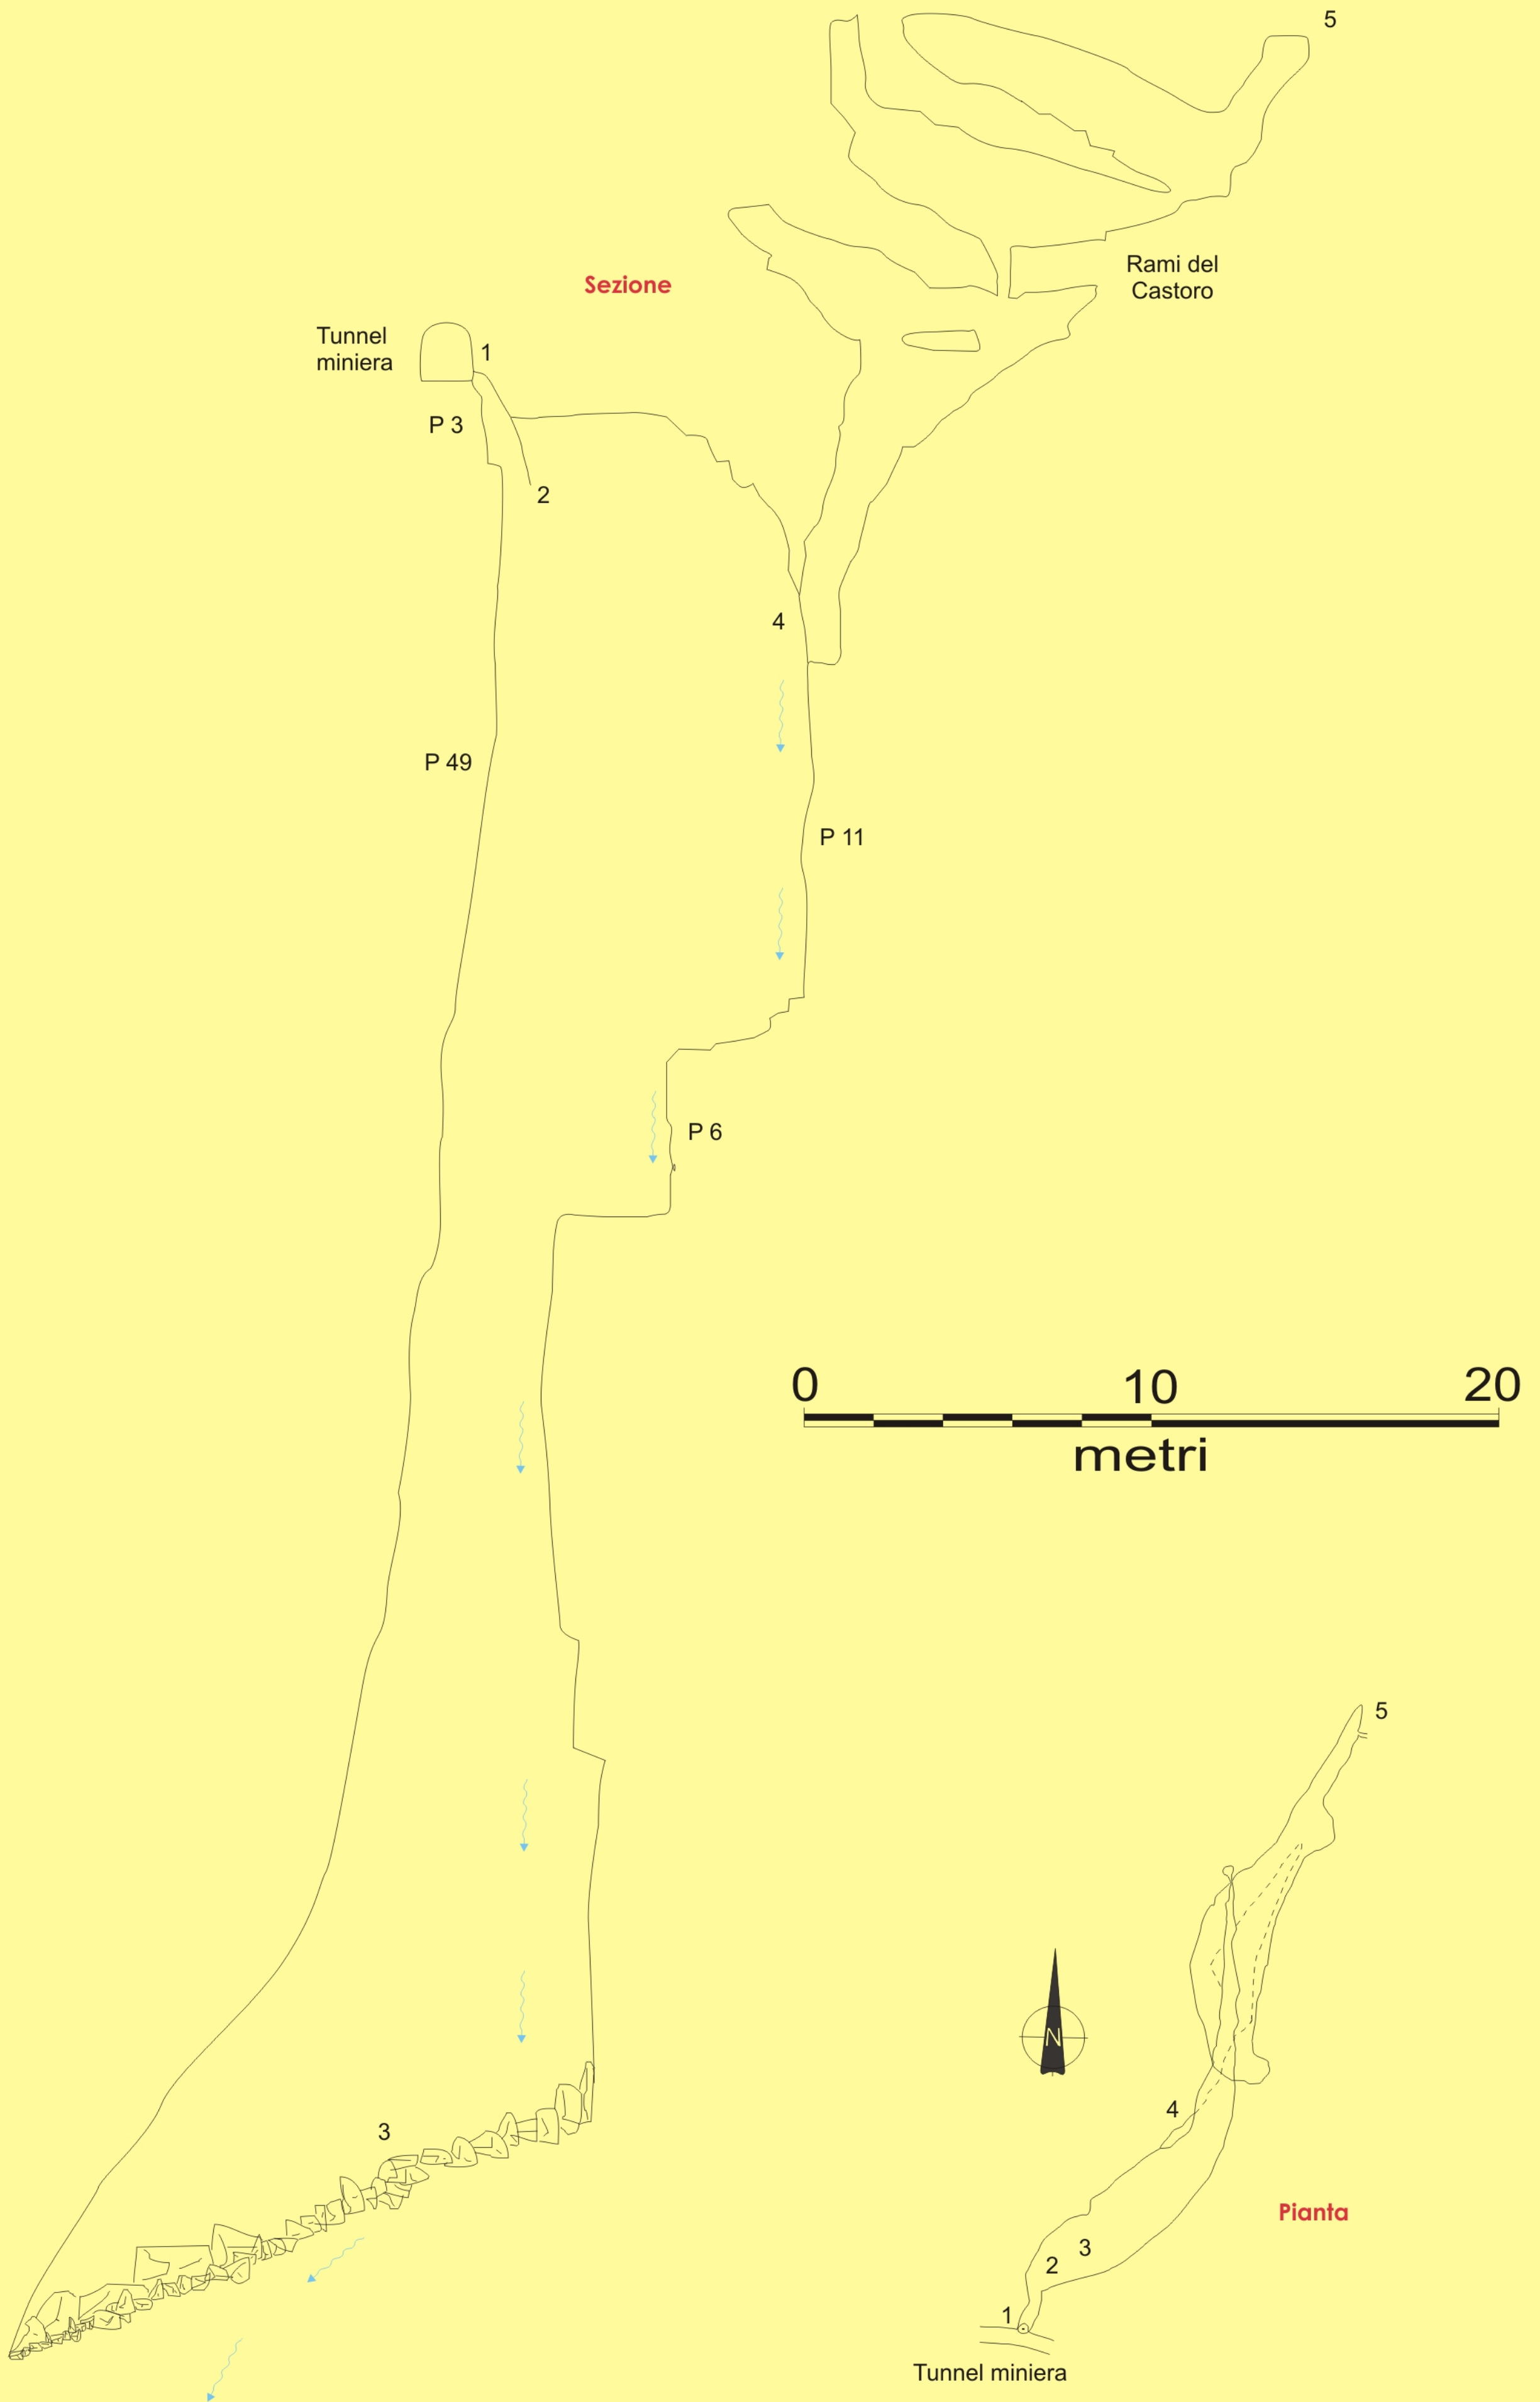 5
Rami del
Castoro
Sezione
Tunnel
miniera
1
P 3
2
4
P 49
P 11
P 6
0 10 20
metri
5
3
N
4
Pianta
3
2
1
Tunnel miniera